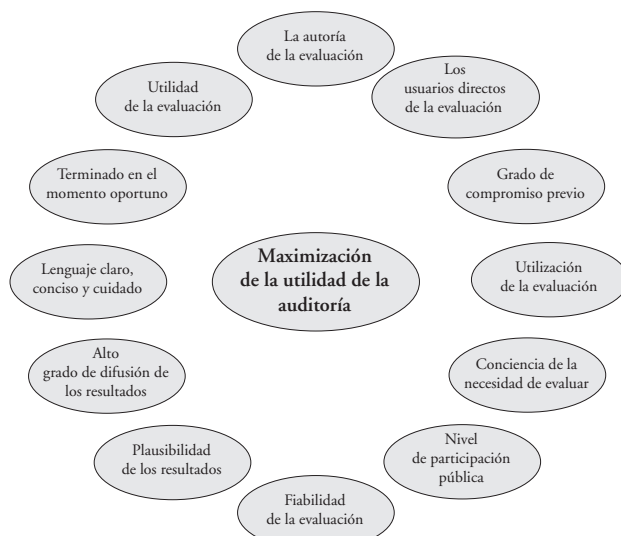 La autoría
de la evaluación
Los
usuarios directos
de la evaluación
Grado de
compromiso previo
Utilización
de la evaluación
Conciencia de la
necesidad de evaluar
Nivel
de participación
pública
Fiabilidad
de la evaluación
Plausibilidad
de los resultados
Alto
grado de difusión de
los resultados
Lenguaje claro,
conciso y cuidado
Terminado en el
momento oportuno
Utilidad
de la evaluación
Maximización
de la utilidad de la
auditoría